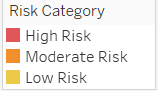 Risk Category
High Risk
Moderate Risk
Low Risk